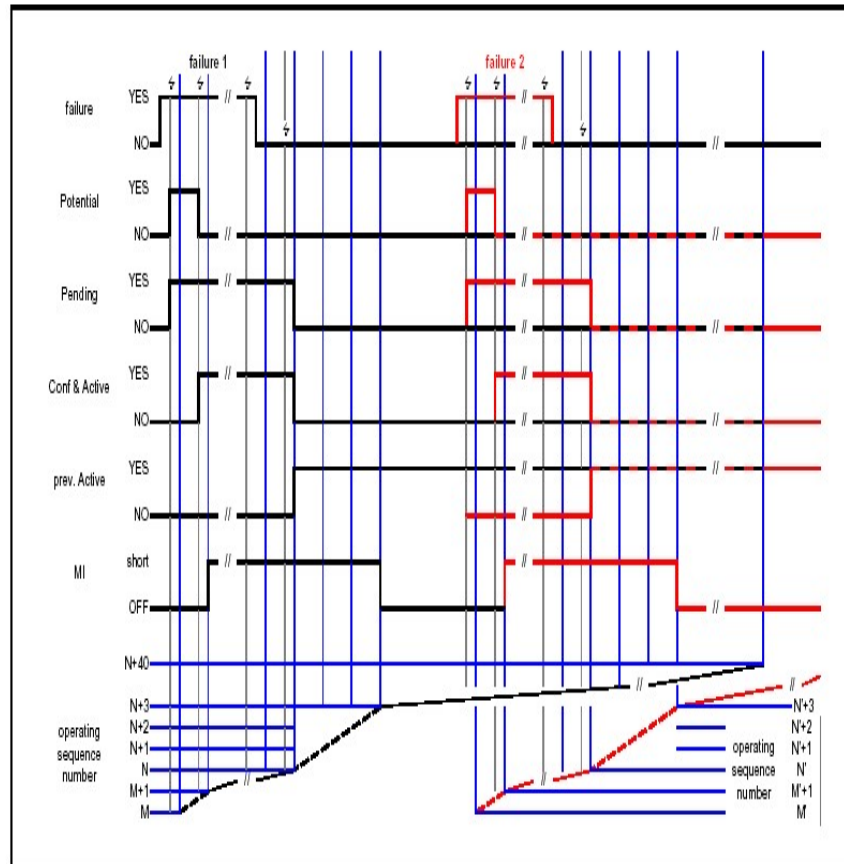 failure 1
failure 2
failure
YES
NO
Potential
YES
NO
Pending
YES
NO
Conf & Active
YES
NO
prev. Active
YES
NO
MI
short
OFF
N+40
N+3
N+2
N+1
N
M+1
M
operating
sequence
number
N'+3
N'+2
N'+1
N'
M'+1
M'
operating
sequence
number